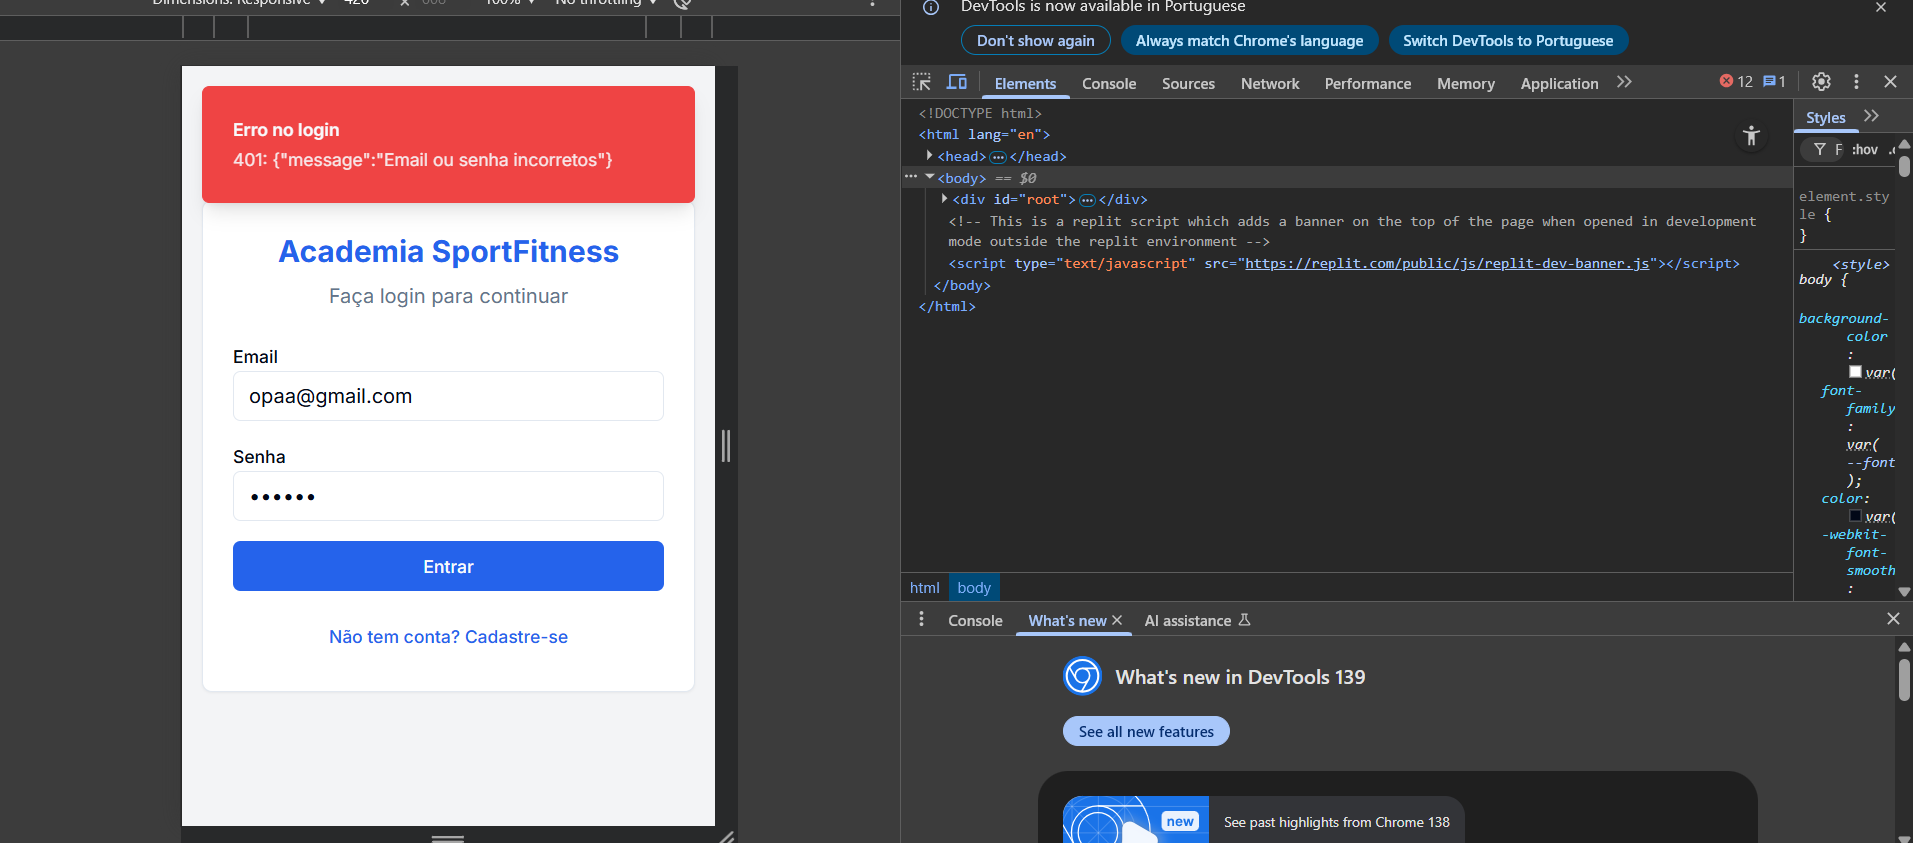 Dimensions: Responsive
×
100%
No throttling
Erro no login
401: {"message":"Email ou senha incorretos"}
Academia SportFitness
Faça login para continuar
Email
opaa@gmail.com
Senha
••••••
Entrar
Não tem conta? Cadastre-se
DevTools is now available in Portuguese
Don't show again
Always match Chrome's language
Switch DevTools to Portuguese
Elements
Console
Sources
Network
Performance
Memory
Application
12
1
<!DOCTYPE html>
<html lang="en">
<head>…</head>
… <body> == $0
<div id="root">…</div>
<!-- This is a replit script which adds a banner on the top of the page when opened in development
mode outside the replit environment -->
<script type="text/javascript" src="https://replit.com/public/js/replit-dev-banner.js"></script>
</body>
</html>
html
body
Styles
F
:hov
element.sty
le {
}
<style>
body {
background-
color
:
var(
font-
family
:
var(
--font
);
color:
var(
-webkit-
font-
smooth
:
Console
What's new
AI assistance
What's new in DevTools 139
See all new features
new
See past highlights from Chrome 138